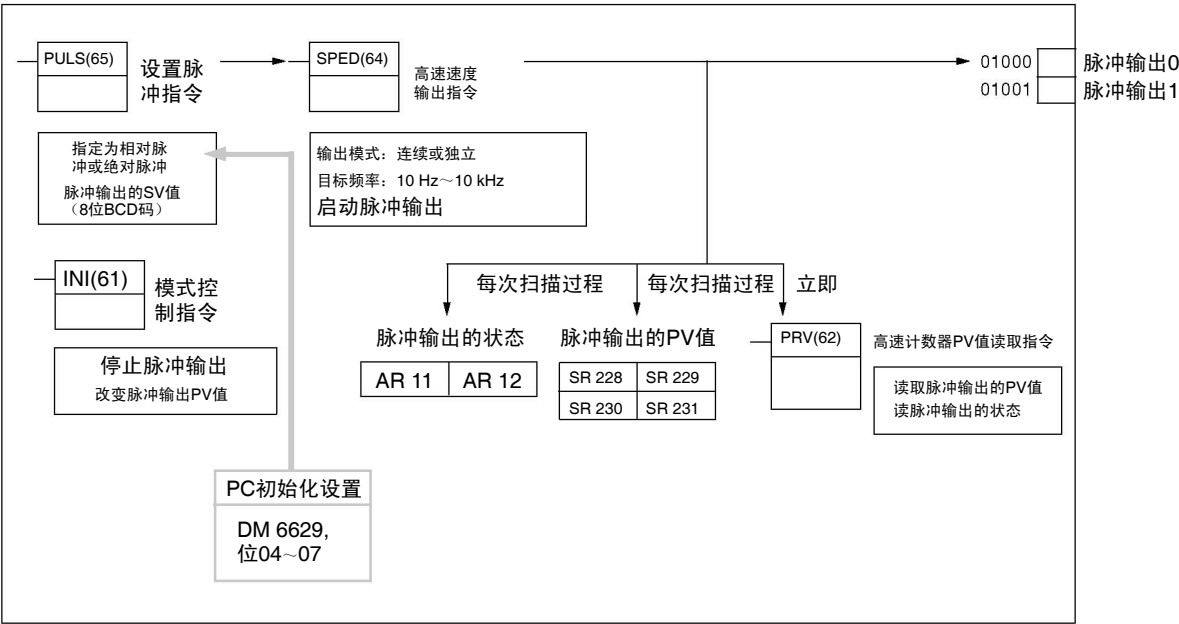 PULS(65)
设置脉
冲指令
SPED(64)
高速速度
输出指令
01000
脉冲输出0
01001
脉冲输出1
指定为相对脉
冲或绝对脉冲
脉冲输出的SV值
（8位BCD码）
输出模式：连续或独立
目标频率：10 Hz～10 kHz
启动脉冲输出
INI(61)
模式控
制指令
停止脉冲输出
改变脉冲输出PV值
每次扫描过程
每次扫描过程
立即
脉冲输出的状态
AR 11
AR 12
脉冲输出的PV值
SR 228
SR 229
SR 230
SR 231
PRV(62)
高速计数器PV值读取指令
读取脉冲输出的PV值
读脉冲输出的状态
PC初始化设置
DM 6629,
位04～07